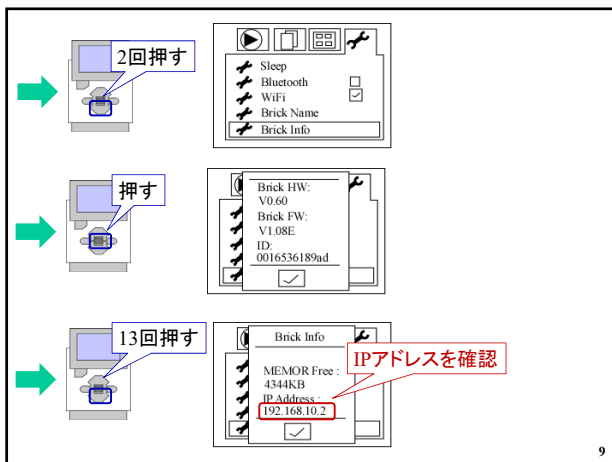 2回押す
Sleep
Bluetooth
WiFi
Brick Name
Brick Info
押す
Brick HW:
V0.60
Brick FW:
V1.08E
ID:
0016536189ad
13回押す
Brick Info
IPアドレスを確認
MEMOR Free :
4344KB
IP Address :
192.168.10.2
9